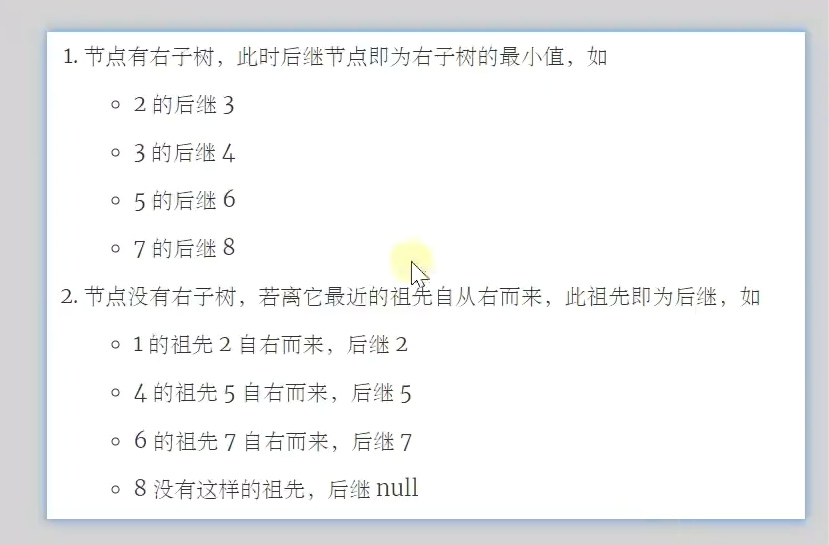 1. 节点有右子树，此时后继节点即为右子树的最小值，如
2 的后继 3
3 的后继 4
5 的后继 6
7 的后继 8
2. 节点没有右子树，若离它最近的祖先自从右而来，此祖先即为后继，如
1 的祖先 2 自右而来，后继 2
4 的祖先 5 自右而来，后继 5
6 的祖先 7 自右而来，后继 7
8 没有这样的祖先，后继 null